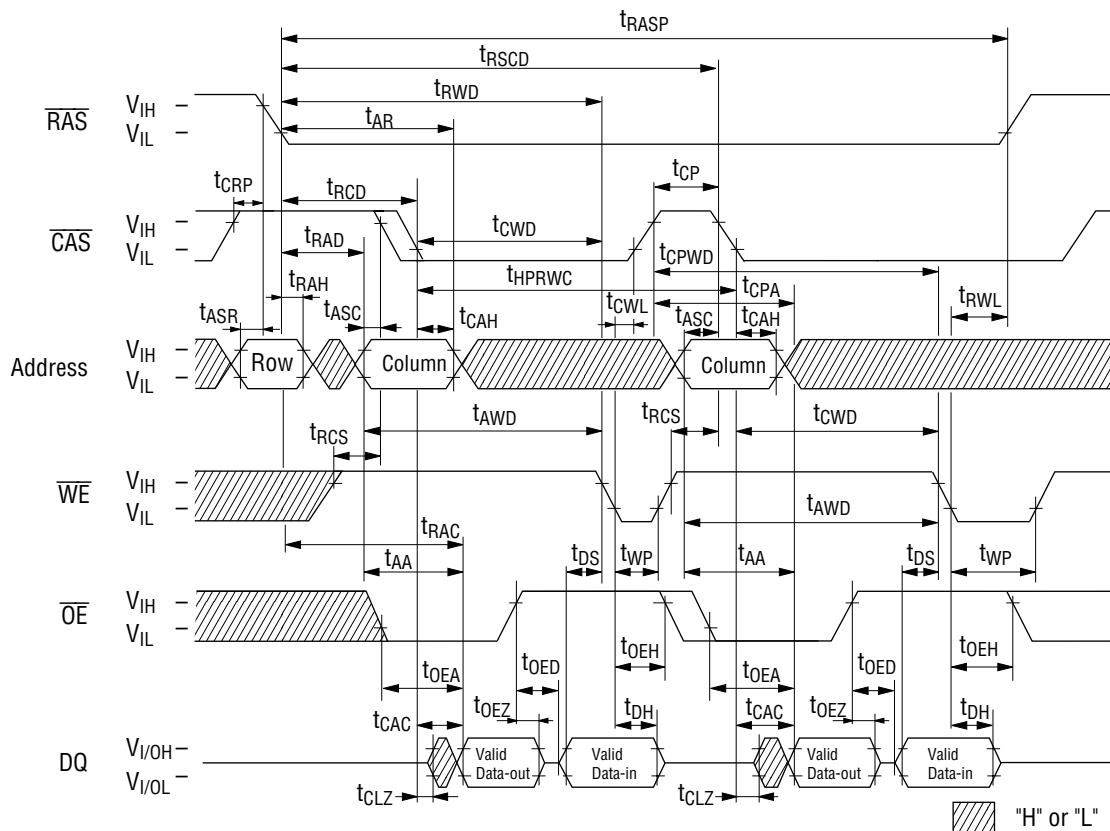 tRASP
tRSCD
tRWD
tAR
RAS
VIH
VIL
tCRP
tRCD
tCP
CAS
VIH
VIL
tCWD
tRAD
tCPWD
tHPRWC
tCPA
tRAH
tASR
tASC
tCAH
tCWL
tASC
tCAH
tRWL
Address
VIH
VIL
Row
Column
Column
tAWD
tRCS
tCWD
tRCS
WE
VIH
VIL
tAWD
tRAC
tAA
tDS
tWP
tAA
tDS
tWP
OE
VIH
VIL
tOEH
tOEH
tOEA
tOED
tOEA
tOED
tCAC
tOEZ
tDH
tCAC
tOEZ
tDH
DQ
VI/OH
VI/OL
Valid
Data-out
Valid
Data-in
Valid
Data-out
Valid
Data-in
tCLZ
tCLZ
"H" or "L"